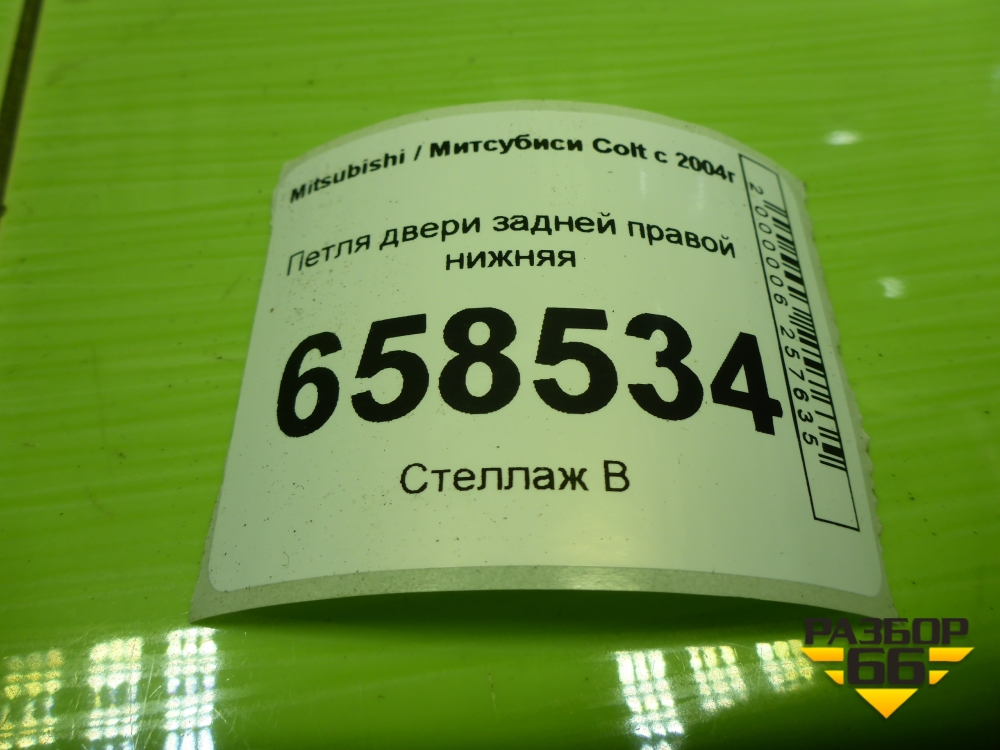 Mitsubishi / Митсубиси Colt с 2004г
Петля двери задней правой
нижняя
658534
Стеллаж В
2000006257635
РАЗБОР
66